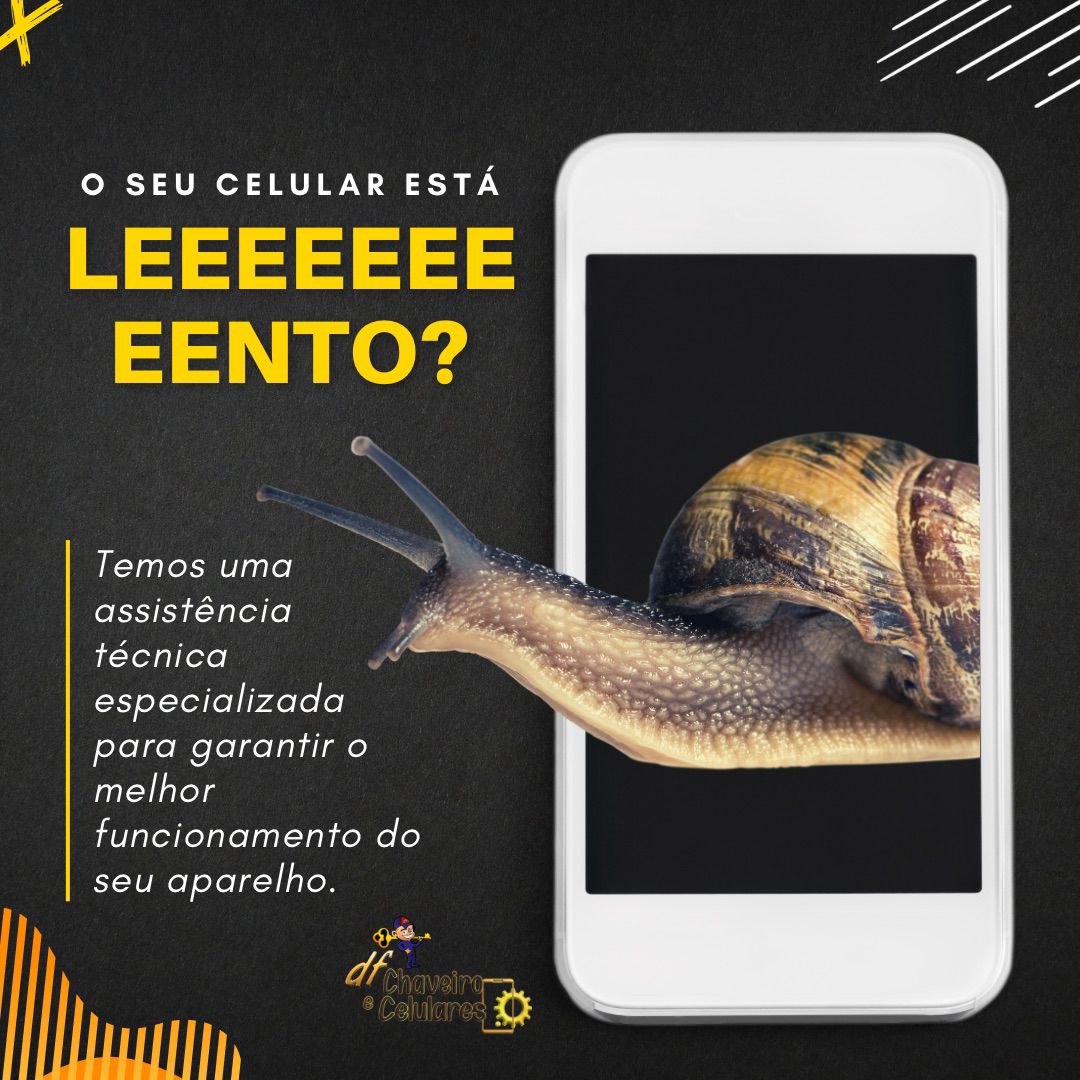 O SEU CELULAR ESTÁ
LEEEEEEE
EENTO?
Temos uma
assistência
técnica
especializada
para garantir o
melhor
funcionamento do
seu aparelho.
df Chaveiro
e Celulares